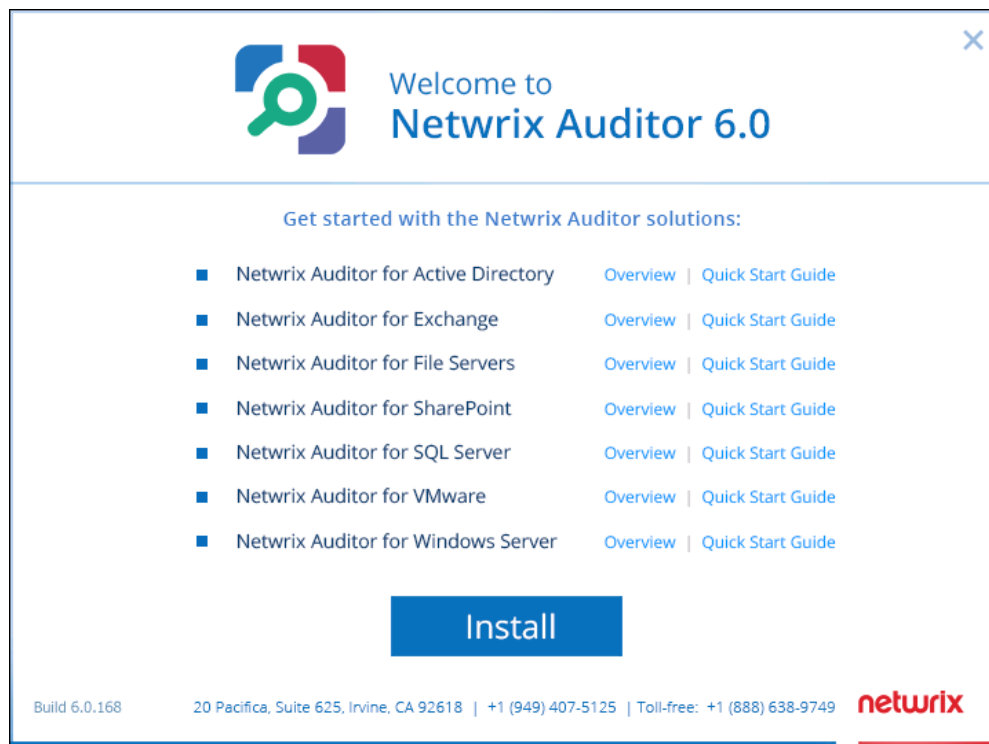 Welcome to
Netwrix Auditor 6.0
Get started with the Netwrix Auditor solutions:
Netwrix Auditor for Active Directory Overview | Quick Start Guide
Netwrix Auditor for Exchange Overview | Quick Start Guide
Netwrix Auditor for File Servers Overview | Quick Start Guide
Netwrix Auditor for SharePoint Overview | Quick Start Guide
Netwrix Auditor for SQL Server Overview | Quick Start Guide
Netwrix Auditor for VMware Overview | Quick Start Guide
Netwrix Auditor for Windows Server Overview | Quick Start Guide
Install
Build 6.0.168 20 Pacifica, Suite 625, Irvine, CA 92618 | +1 (949) 407-5125 | Toll-free: +1 (888) 638-9749 netwrix